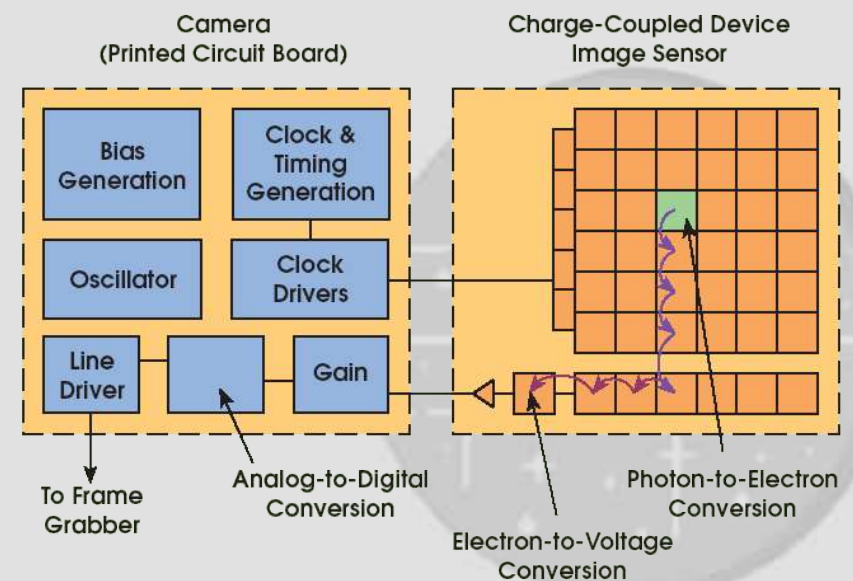 Camera
(Printed Circuit Board)
Charge-Coupled Device
Image Sensor
Bias
Generation
Clock &
Timing
Generation
Oscillator
Clock
Drivers
Line
Driver
Gain
To Frame
Grabber
Analog-to-Digital
Conversion
Electron-to-Voltage
Conversion
Photon-to-Electron
Conversion